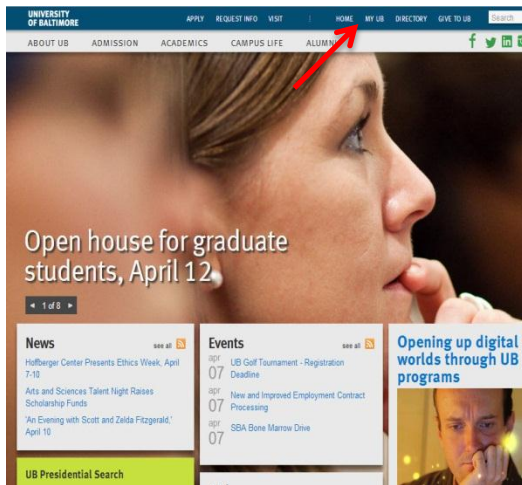 UNIVERSITY
OF BALTIMORE
APPLY REQUEST INFO VISIT | HOME MY UB DIRECTORY GIVE TO UB Search
ABOUT UB ADMISSION ACADEMICS CAMPUS LIFE ALUMNI
Open house for graduate
students, April 12
1 of 8
News see all
Hoffberger Center Presents Ethics Week, April
7-10
Arts and Sciences Talent Night Raises
Scholarship Funds
'An Evening with Scott and Zelda Fitzgerald,'
April 10
UB Presidential Search
Events see all
apr
07
UB Golf Tournament - Registration
Deadline
apr
07
New and Improved Employment Contract
Processing
apr
07
SBA Bone Marrow Drive
Opening up digital
worlds through UB
programs